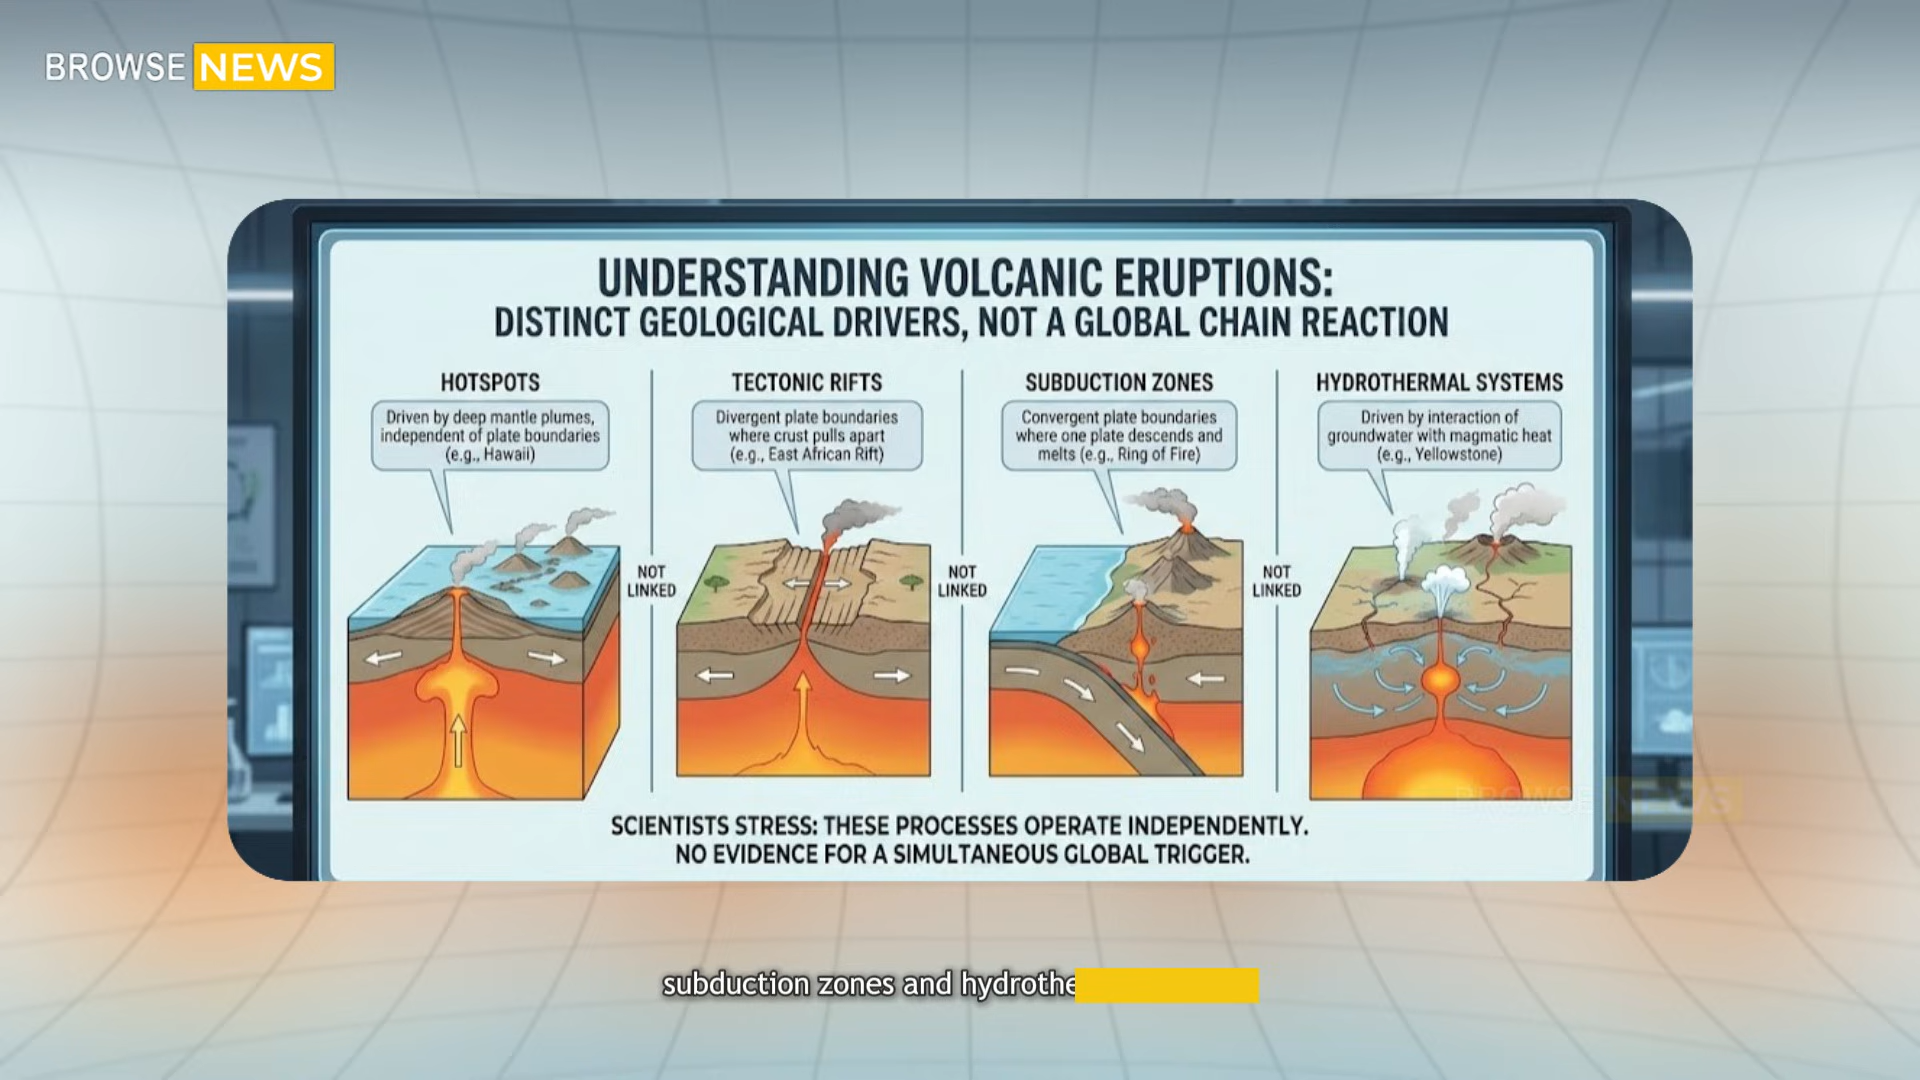 BROWSE NEWS
UNDERSTANDING VOLCANIC ERUPTIONS:
DISTINCT GEOLOGICAL DRIVERS, NOT A GLOBAL CHAIN REACTION
HOTSPOTS
Driven by deep mantle plumes,
independent of plate boundaries
(e.g., Hawaii)
NOT
LINKED
TECTONIC RIFTS
Divergent plate boundaries
where crust pulls apart
(e.g., East African Rift)
NOT
LINKED
SUBDUCTION ZONES
Convergent plate boundaries
where one plate descends and
melts (e.g., Ring of Fire)
NOT
LINKED
HYDROTHERMAL SYSTEMS
Driven by interaction of
groundwater with magmatic heat
(e.g., Yellowstone)
BROWSE NEWS
SCIENTISTS STRESS: THESE PROCESSES OPERATE INDEPENDENTLY.
NO EVIDENCE FOR A SIMULTANEOUS GLOBAL TRIGGER.
subduction zones and hydrothe